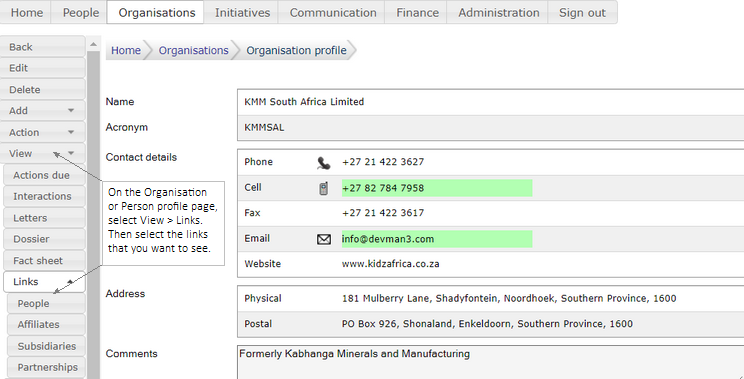 Home People Organisations Initiatives Communication Finance Administration Sign out
Back
Edit
Delete
Add
Action
View
Actions due
Interactions
Letters
Dossier
Fact sheet
Links
People
Affiliates
Subsidiaries
Partnerships
On the Organisation
or Person profile page,
select View > Links.
Then select the links
that you want to see.
Home Organisations Organisation profile
Name KMM South Africa Limited
Acronym KMMSAL
Contact details
Phone +27 21 422 3627
Cell +27 82 784 7958
Fax +27 21 422 3617
Email info@devman3.com
Website www.kidzafrica.co.za
Address
Physical 181 Mulberry Lane, Shadyfontein, Noordhoek, Southern Province, 1600
Postal PO Box 926, Shonaland, Enkeldoorn, Southern Province, 1600
Comments Formerly Kabhanga Minerals and Manufacturing